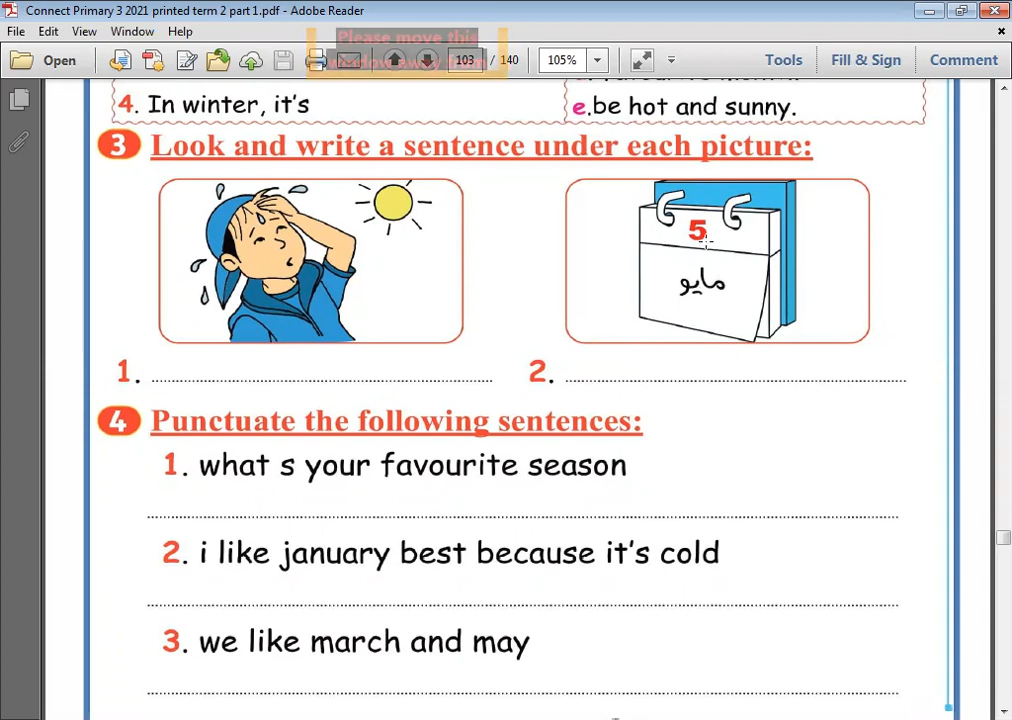 Connect Primary 3 2021 printed term 2 part 1.pdf - Adobe Reader
File Edit View Window Help
Please move this
Open 103 / 140 105% Tools Fill & Sign Comment
4. In winter, it's
e.be hot and sunny.
3 Look and write a sentence under each picture:
5
مايو
1.
2.
4 Punctuate the following sentences:
1. what s your favourite season
2. i like january best because it's cold
3. we like march and may